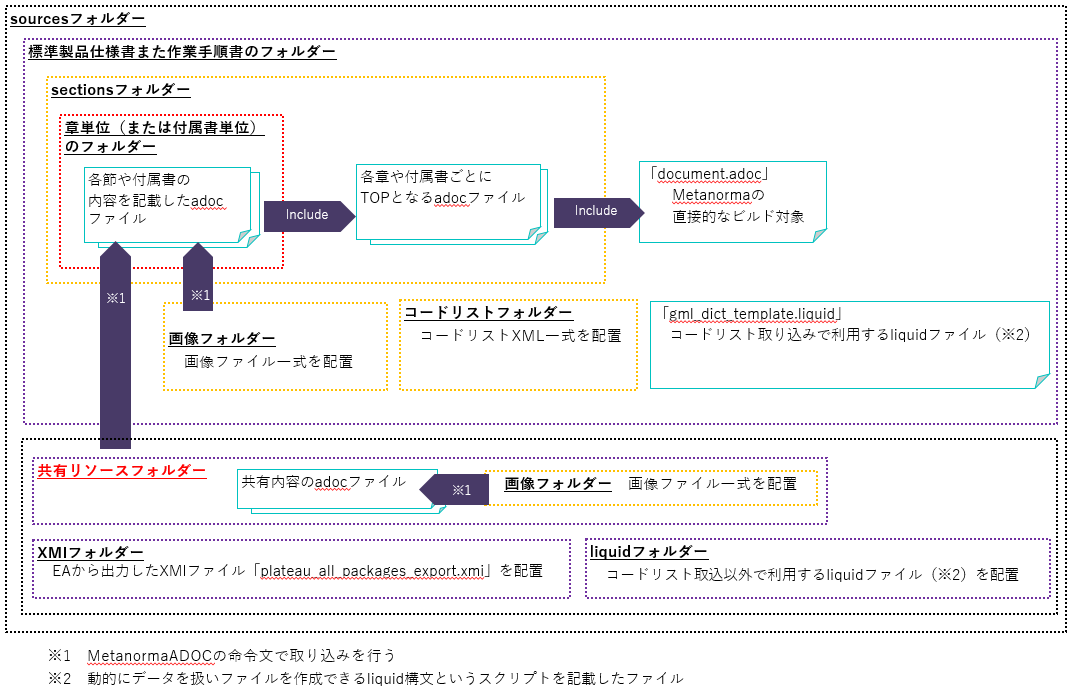 sourcesフォルダー
標準製品仕様書また作業手順書のフォルダー
sectionsフォルダー
章単位（または付属書単位）
のフォルダー
各節や付属書の
内容を記載したadoc
ファイル
Include
各章や付属書ごとに
TOPとなるadocファイル
Include
「document.adoc」
Metanormaの
直接的なビルド対象
※1
※1
画像フォルダー
画像ファイル一式を配置
コードリストフォルダー
コードリストXML一式を配置
「gml_dict_template.liquid」
コードリスト取り込みで利用するliquidファイル（※2）
共有リソースフォルダー
共有内容のadocファイル
※1
画像フォルダー　画像ファイル一式を配置
XMIフォルダー
EAから出力したXMIファイル「plateau_all_packages_export.xmi」を配置
liquidフォルダー
コードリスト取込以外で利用するliquidファイル（※2）を配置
※1　MetanormaADOCの命令文で取り込みを行う
※2　動的にデータを扱いファイルを作成できるliquid構文というスクリプトを記載したファイル